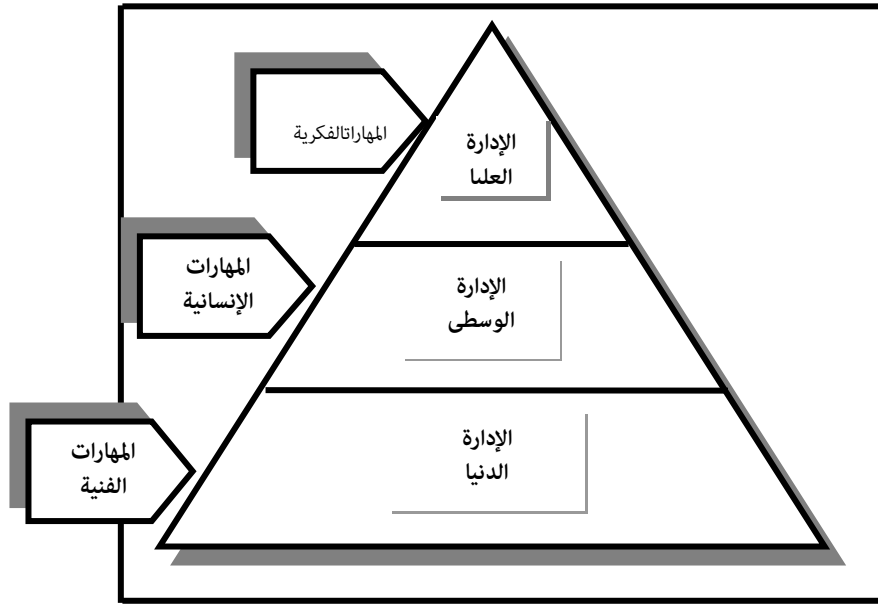 المهاراتالفكرية
الإدارة
العليا
المهارات
الإنسانية
الإدارة
الوسطى
المهارات
الفنية
الإدارة
الدنيا